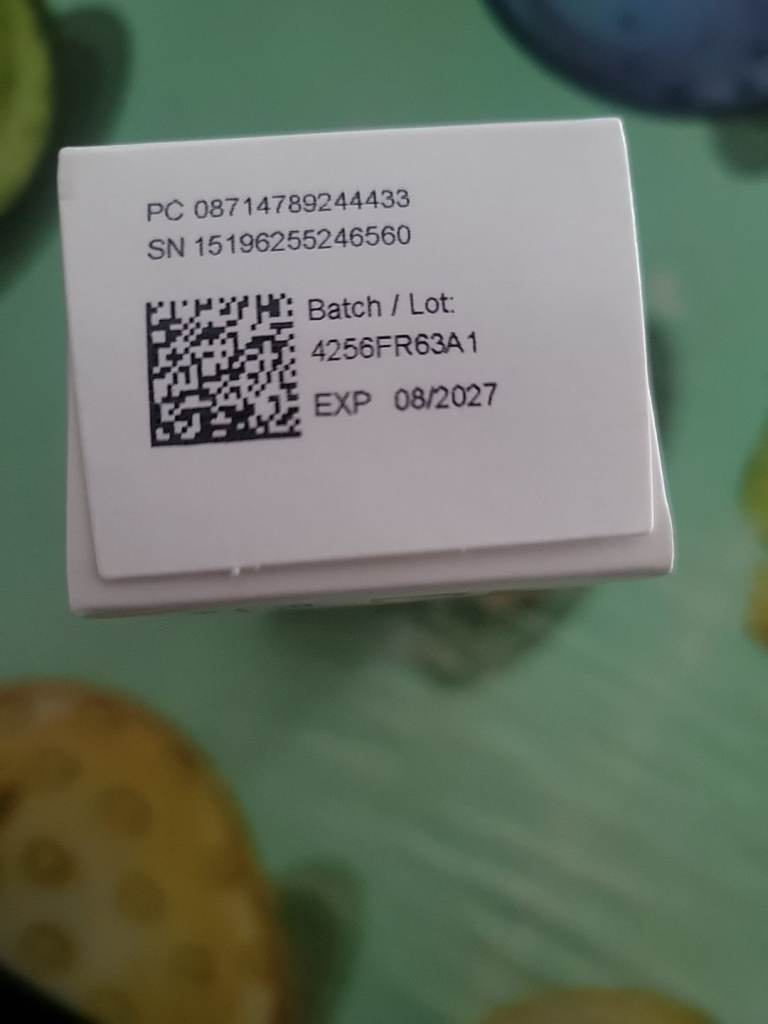 PC 08714789244433
SN 15196255246560
Batch / Lot:
4256FR63A1
EXP 08/2027